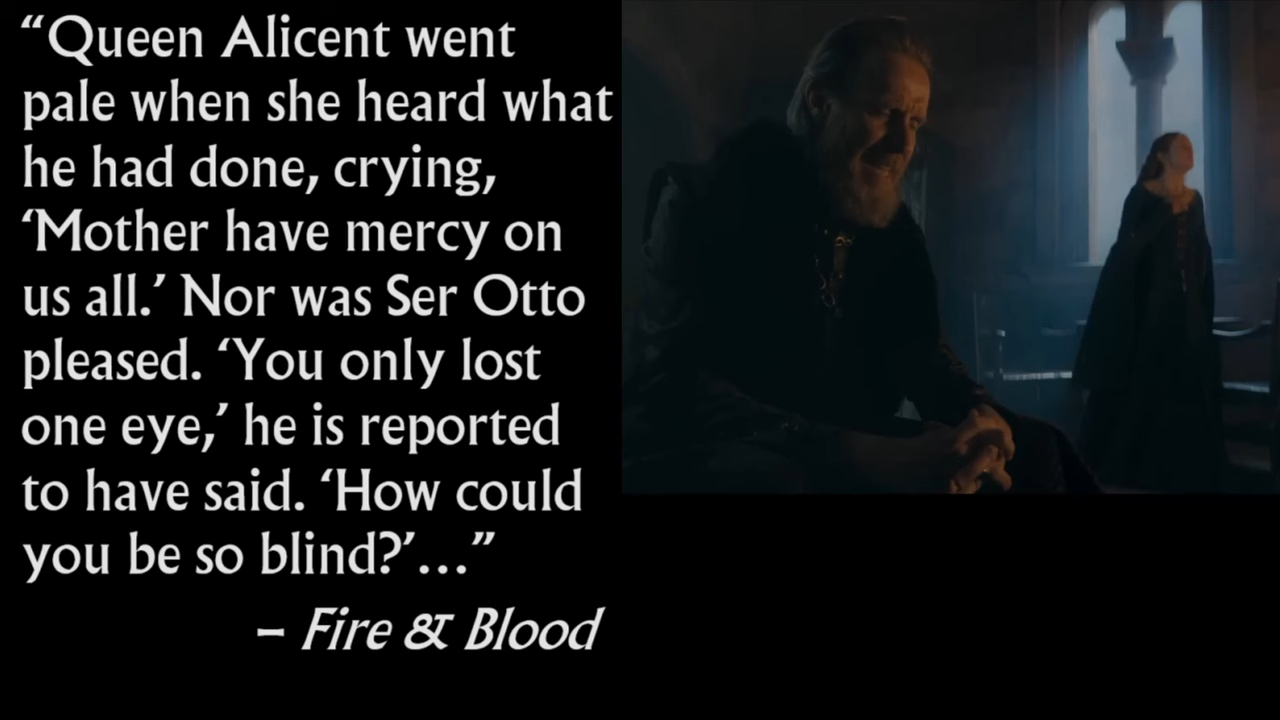 “Queen Alicent went
pale when she heard what
he had done, crying,
‘Mother have mercy on
us all.’ Nor was Ser Otto
pleased. ‘You only lost
one eye,’ he is reported
to have said. ‘How could
you be so blind?’...”
– Fire & Blood